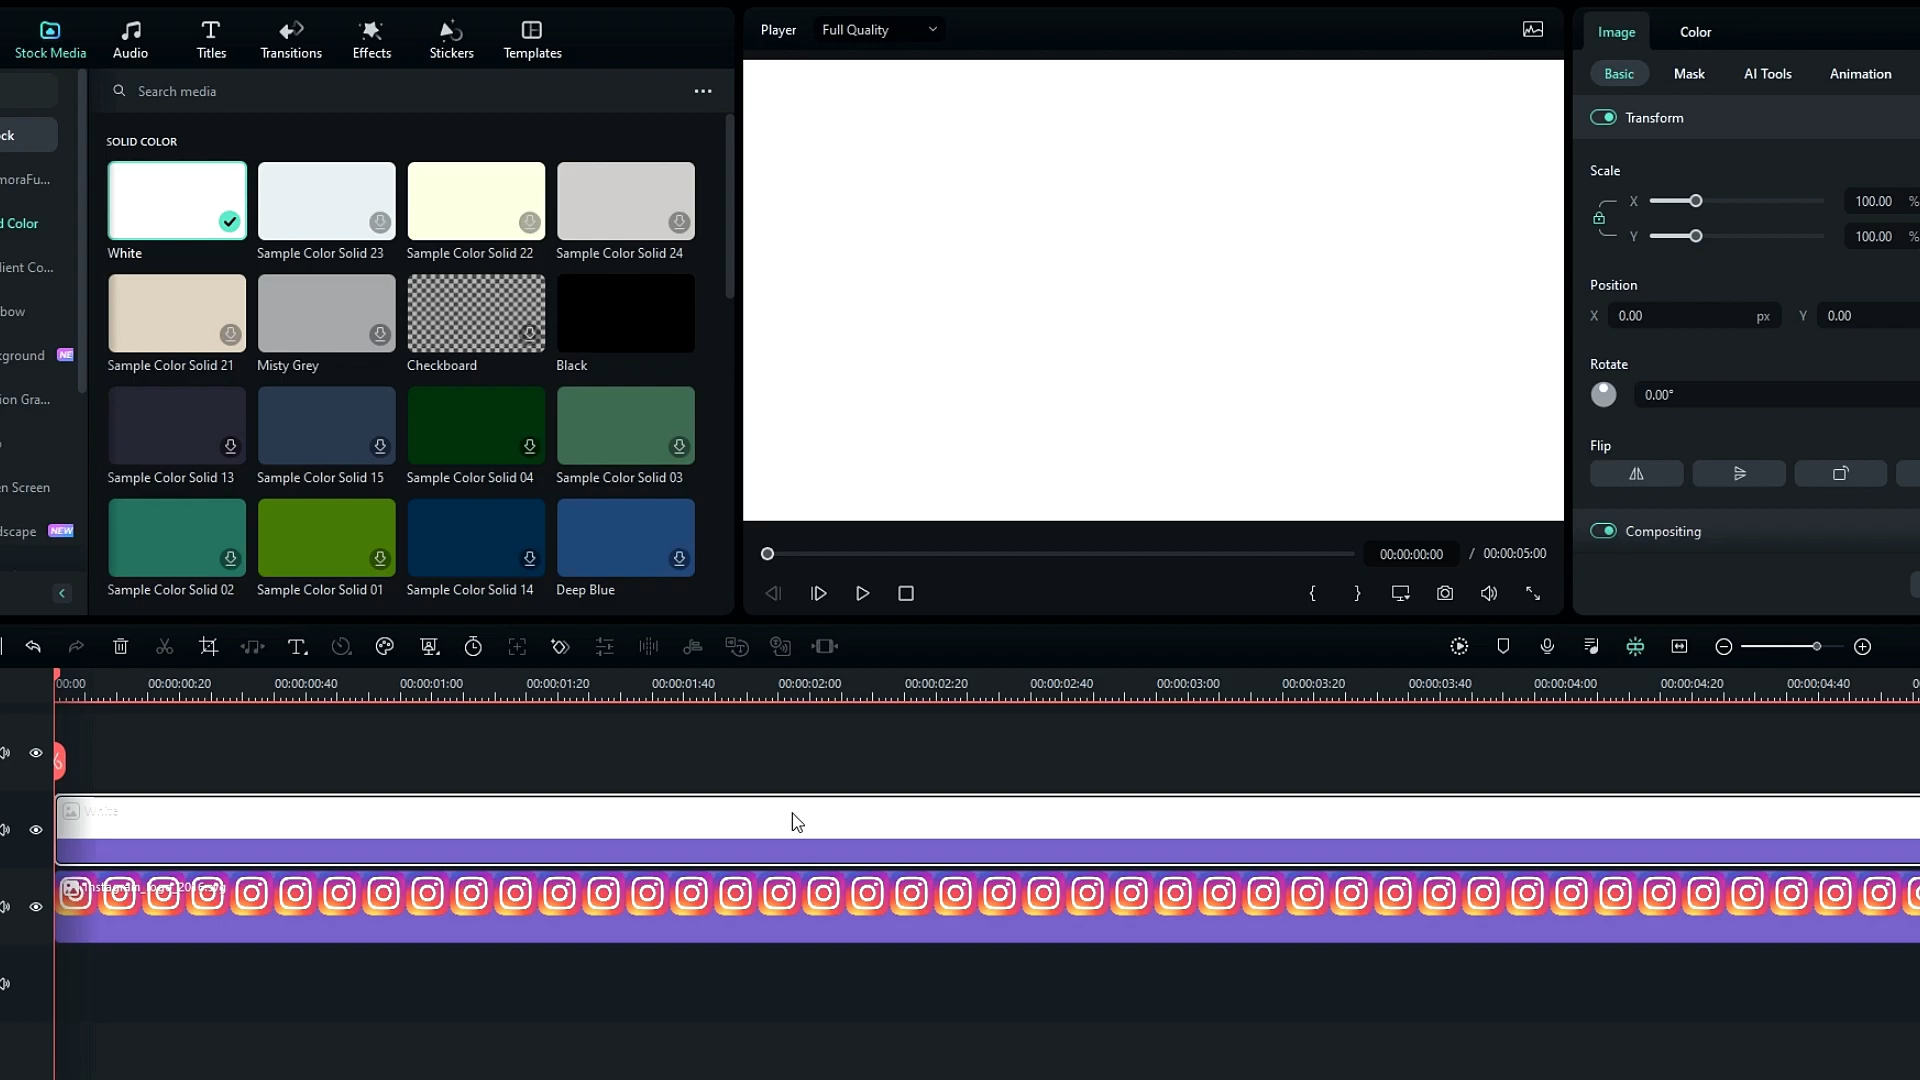 Stock Media
Audio
Titles
Transitions
Effects
Stickers
Templates
Player
Full Quality
Image
Color
Search media
Basic
Mask
AI Tools
Animation
ck
Transform
SOLID COLOR
moraFu...
Scale
X
100.00
%
d Color
Y
100.00
%
White
Sample Color Solid 23
Sample Color Solid 22
Sample Color Solid 24
ient Co...
Position
bow
X
0.00
px
Y
0.00
ground
NE
Sample Color Solid 21
Misty Grey
Checkboard
Black
Rotate
ion Gra...
0.00°
Flip
Sample Color Solid 13
Sample Color Solid 15
Sample Color Solid 04
Sample Color Solid 03
n Screen
dscape
NEW
Compositing
00:00:00:00
/
00:00:05:00
Sample Color Solid 02
Sample Color Solid 01
Sample Color Solid 14
Deep Blue
00:00
00:00:00:20
00:00:00:40
00:00:01:00
00:00:01:20
00:00:01:40
00:00:02:00
00:00:02:20
00:00:02:40
00:00:03:00
00:00:03:20
00:00:03:40
00:00:04:00
00:00:04:20
00:00:04:40
White